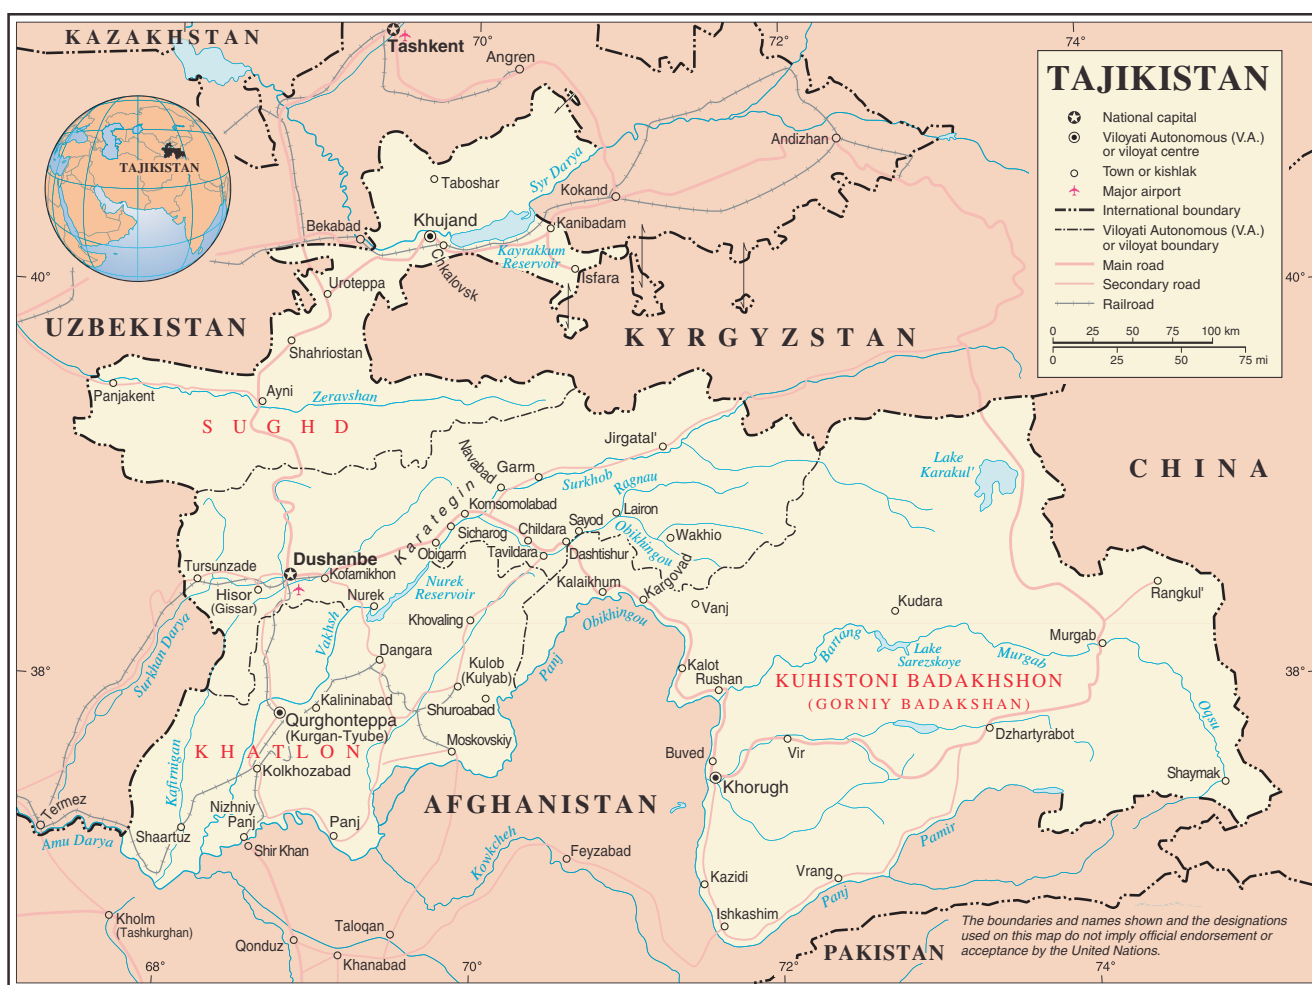 KAZAKHSTAN
Tashkent
70°
72°
74°
Angren
TAJIKISTAN
National capital
Viloyati Autonomous (V.A.)
or viloyat centre
Town or kishlak
Major airport
International boundary
Viloyati Autonomous (V.A.)
or viloyat boundary
Main road
Secondary road
Railroad
0 25 50 75 100 km
0 25 50 75 mi
TAJIKISTAN
Andizhan
Taboshar
Syr Darya
Kokand
Khujand
Bekabad
Kanibadam
Kayrakkum
Reservoir
Chkalovsk
Isfara
40°
40°
Uroteppa
UZBEKISTAN
KYRGYZSTAN
Shahriostan
Panjakent
Ayni
Zeravshan
SUGHD
Jirgatal'
Navabad
Garm
Surkhob
Ragnau
Lake
Karakul'
CHINA
Karategin
Komsomolabad
Lairon
Sicharog
Childara
Sayod
Obikhingou
Wakhio
Obigarm
Tavildara
Dashtishur
Dushanbe
Tursunzade
Kofarnikhon
Hisor
(Gissar)
Nurek
Nurek
Reservoir
Kalaikhum
Kargovad
Rangkul'
Vanj
Kudara
Khovaling
Obikhingou
Surkhan Darya
Vakhsh
Bartang
Lake
Sarezskoye
Murgab
Murgab
Dangara
38°
38°
Kulob
(Kulyab)
Panj
Kalot
Rushan
KUHISTONI BADAKHSHON
(GORNIY BADAKSHAN)
Kalininabad
Shuroabad
Oqsu
Qurghonteppa
(Kurgan-Tyube)
KHATLON
Moskovskiy
Dzhartyrabot
Buved
Vir
Kafirnigan
Kolkhozabad
Khorugh
Shaymak
Termez
Nizhniy
Panj
AFGHANISTAN
Amu Darya
Shaartuz
Panj
Shir Khan
Pamir
Kowkcheh
Feyzabad
Kazidi
Vrang
Panj
Kholm
(Tashkurghan)
Taloqan
Ishkashim
Qonduz
Khanabad
PAKISTAN
The boundaries and names shown and the designations
used on this map do not imply official endorsement or
acceptance by the United Nations.
68°
70°
72°
74°